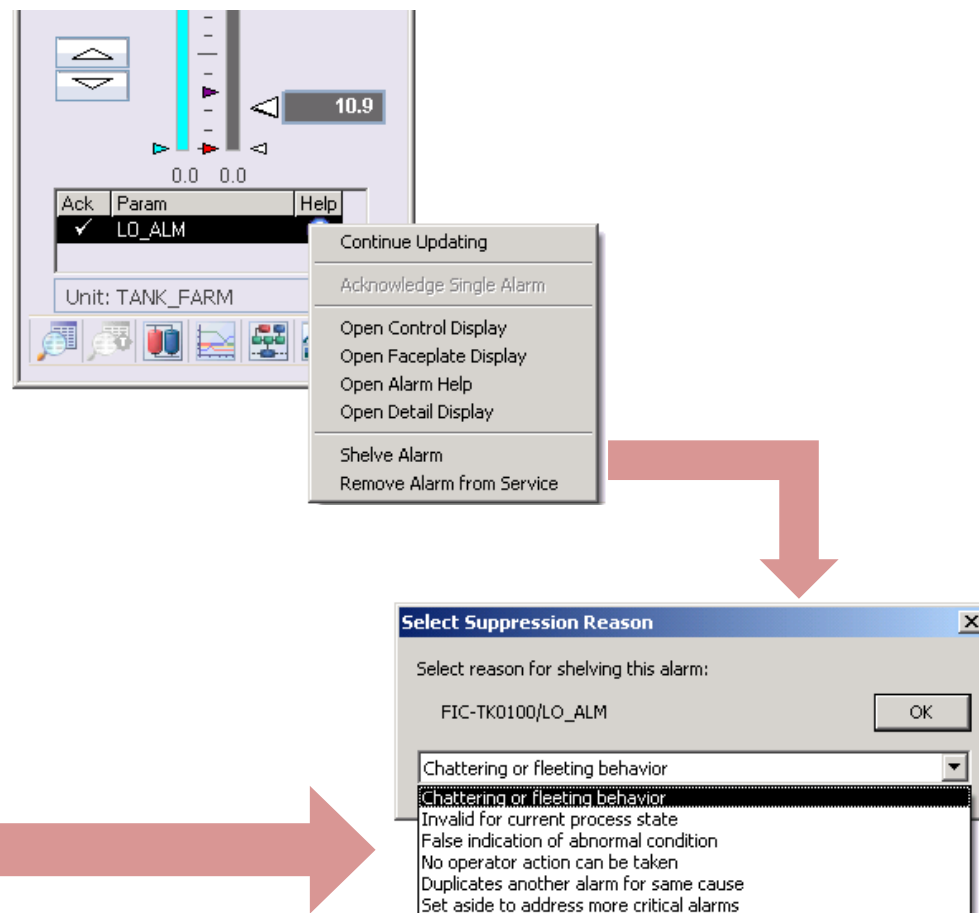 10.9
0.0 0.0
Ack Param Help
LO_ALM
Unit: TANK_FARM
Continue Updating
Acknowledge Single Alarm
Open Control Display
Open Faceplate Display
Open Alarm Help
Open Detail Display
Shelve Alarm
Remove Alarm from Service
Select Suppression Reason
Select reason for shelving this alarm:
FIC-TK0100/LO_ALM
OK
Chattering or fleeting behavior
Chattering or fleeting behavior
Invalid for current process state
False indication of abnormal condition
No operator action can be taken
Duplicates another alarm for same cause
Set aside to address more critical alarms